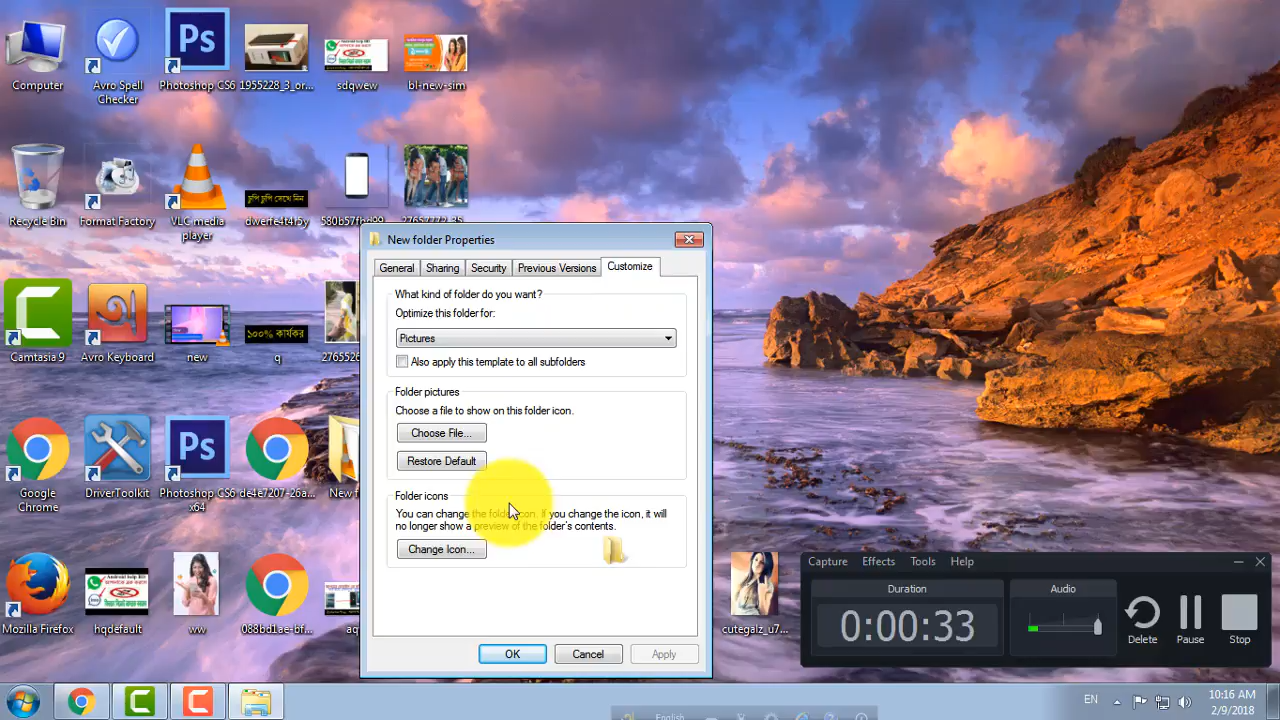 Computer
Avro Spell
Checker
Ps
Photoshop CS6
1955228_3_or...
sdqwew
bl-new-sim
Recycle Bin
Format Factory
VLC media
player
চুপি চুপি জেনে নিন
dwerfe4t4f5y
Camtasia 9
Avro Keyboard
new
১০০% কার্যকর
q
Google
Chrome
DriverToolkit
Ps
Photoshop CS6
x64
de4e7207-26a...
New f
Mozilla Firefox
hqdefault
ww
088bd1ae-bf...
aq
cutegalz_u7...
New folder Properties
General
Sharing
Security
Previous Versions
Customize
What kind of folder do you want?
Optimize this folder for:
Pictures
Also apply this template to all subfolders
Folder pictures
Choose a file to show on this folder icon.
Choose File...
Restore Default
Folder icons
You can change the folder icon. If you change the icon, it will
no longer show a preview of the folder's contents.
Change Icon...
OK
Cancel
Apply
Capture
Effects
Tools
Help
Duration
0:00:33
Audio
Delete
Pause
Stop
English
EN
10:16 AM
2/9/2018